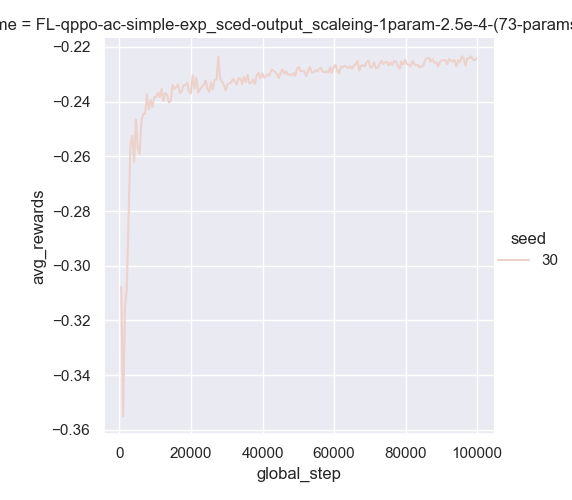 me = FL-qppo-ac-simple-exp_sced-output_scaleing-1param-2.5e-4-(73-params
−0.22
−0.24
−0.26
−0.28
−0.30
−0.32
−0.34
−0.36
avg_rewards
0 20000 40000 60000 80000 100000
global_step
seed
30